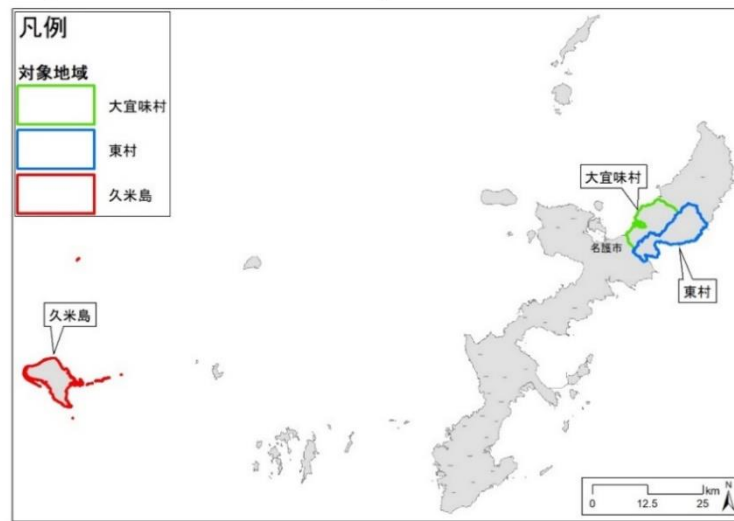 凡例
対象地域
大宜味村
東村
久米島
大宜味村
名護市
東村
久米島
km
N
0 12.5 25